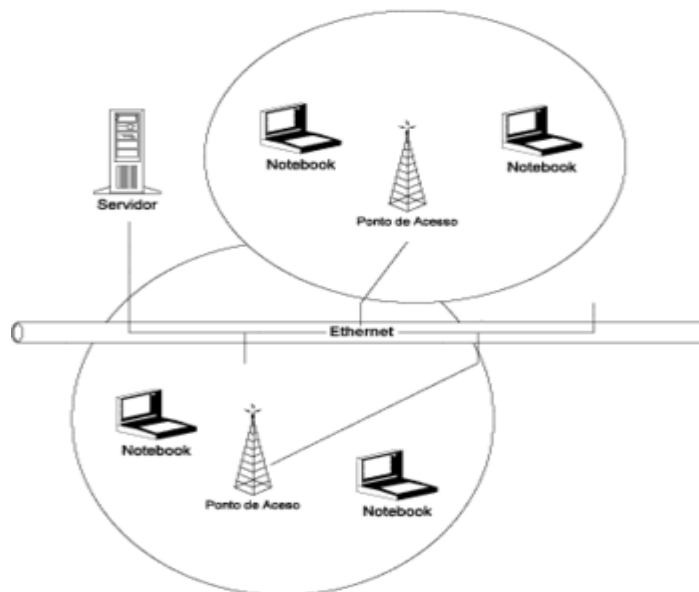 Notebook
Notebook
Servidor
Ponto de Acesso
Ethernet
Notebook
Ponto de Aceso
Notebook